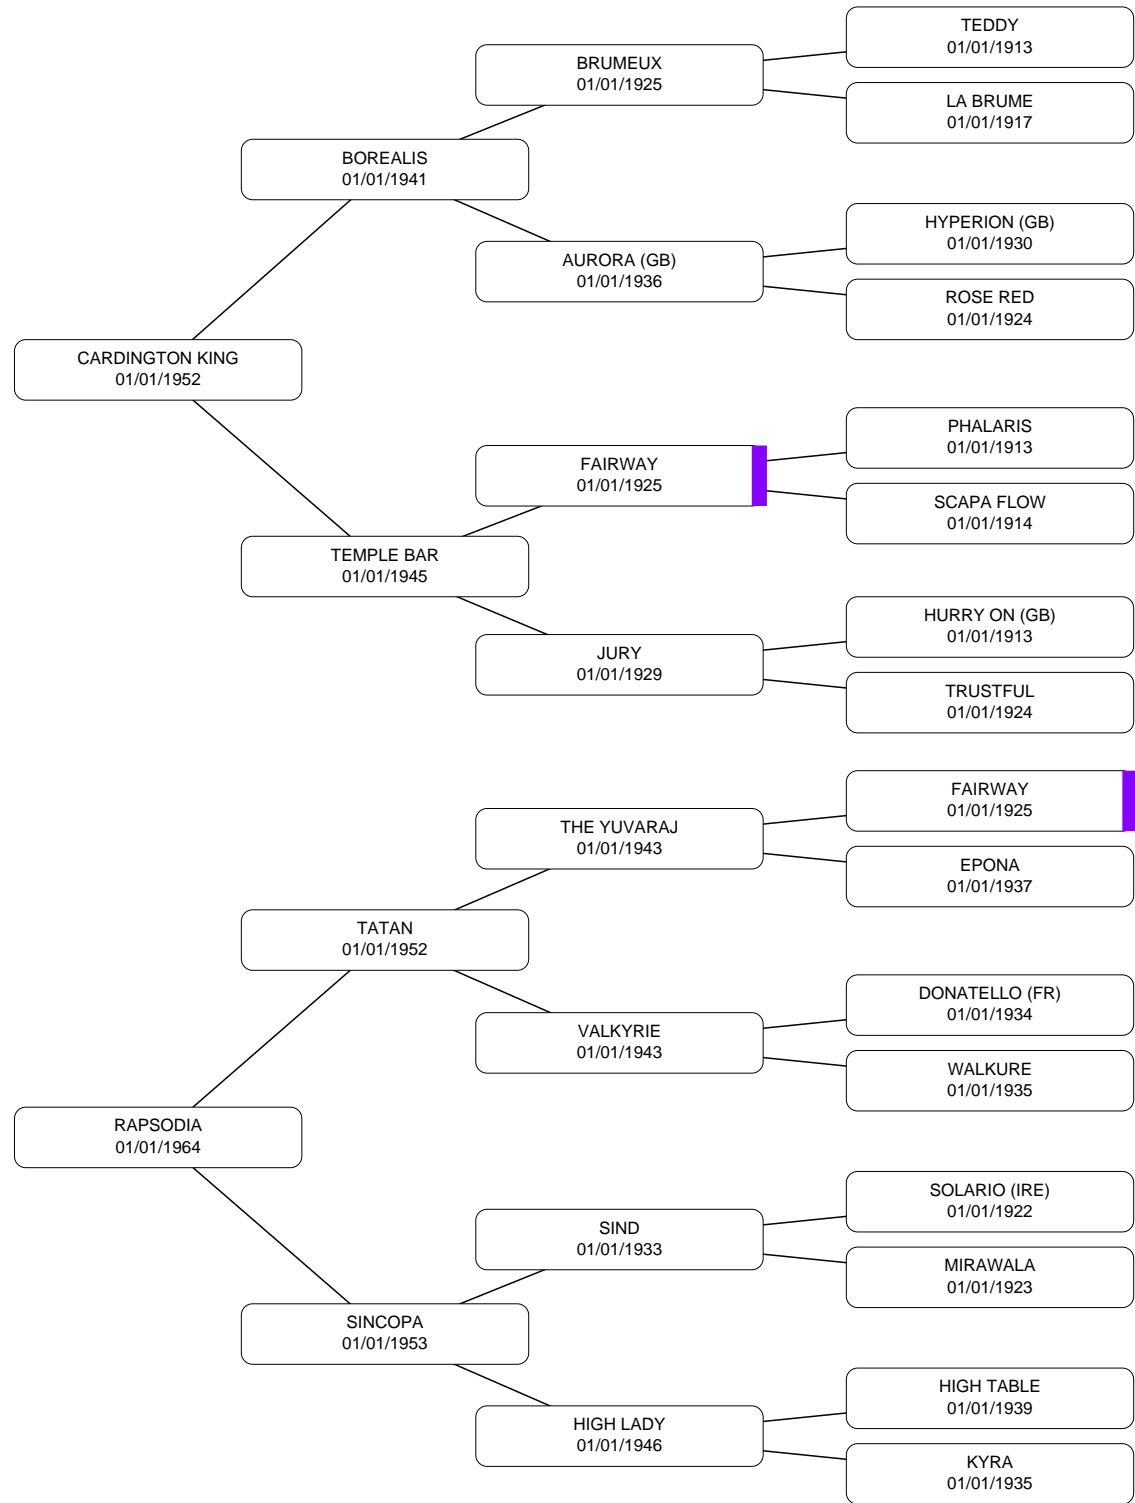 TEDDY
01/01/1913
BRUMEUX
01/01/1925
LA BRUME
01/01/1917
BOREALIS
01/01/1941
HYPERION (GB)
01/01/1930
AURORA (GB)
01/01/1936
ROSE RED
01/01/1924
CARDINGTON KING
01/01/1952
PHALARIS
01/01/1913
FAIRWAY
01/01/1925
SCAPA FLOW
01/01/1914
TEMPLE BAR
01/01/1945
HURRY ON (GB)
01/01/1913
JURY
01/01/1929
TRUSTFUL
01/01/1924
FAIRWAY
01/01/1925
THE YUVARAJ
01/01/1943
EPONA
01/01/1937
TATAN
01/01/1952
DONATELLO (FR)
01/01/1934
VALKYRIE
01/01/1943
WALKURE
01/01/1935
RAPSODIA
01/01/1964
SOLARIO (IRE)
01/01/1922
SIND
01/01/1933
MIRAWALA
01/01/1923
SINCOPA
01/01/1953
HIGH TABLE
01/01/1939
HIGH LADY
01/01/1946
KYRA
01/01/1935